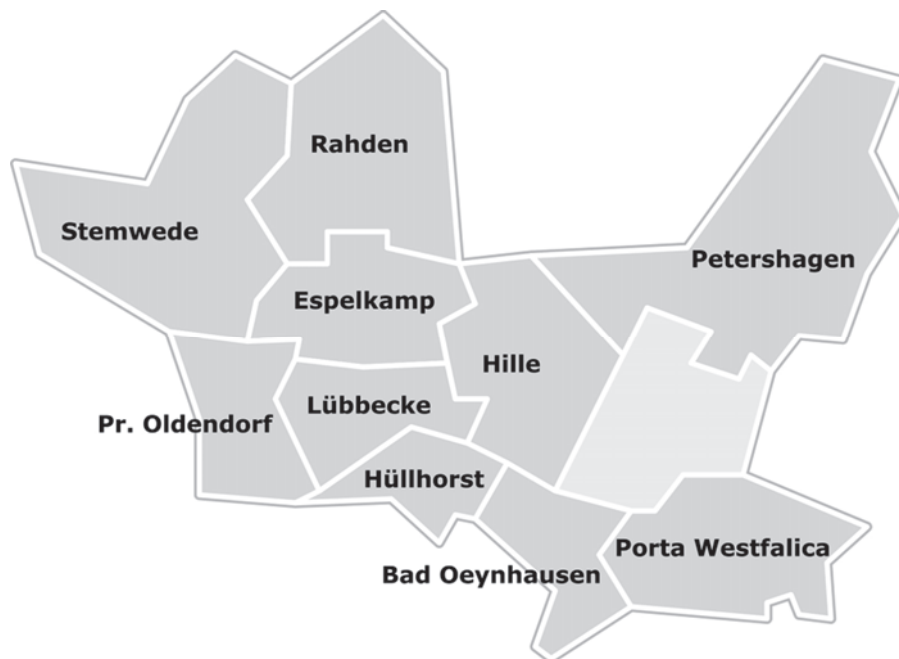 Rahden
Stemwede
Petershagen
Espelkamp
Hille
Lübbecke
Pr. Oldendorf
Hüllhorst
Porta Westfalica
Bad Oeynhausen